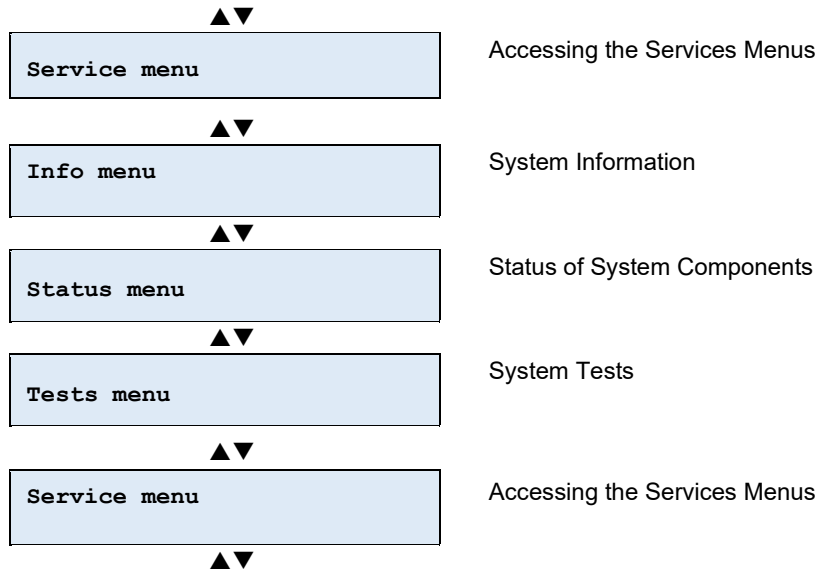 ▲▼
Service menu
Accessing the Services Menus
▲▼
Info menu
System Information
▲▼
Status menu
Status of System Components
▲▼
Tests menu
System Tests
▲▼
Service menu
Accessing the Services Menus
▲▼